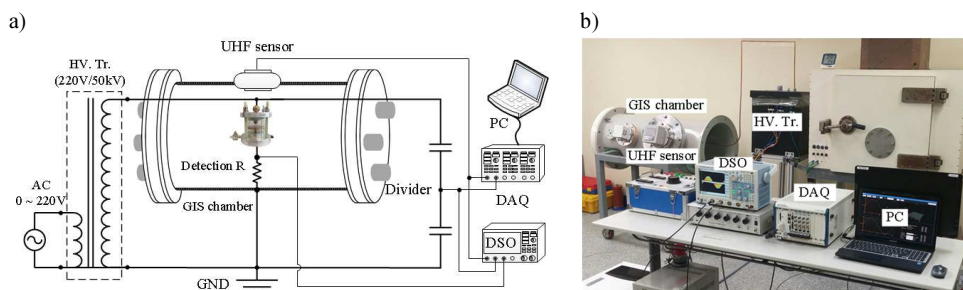 a)
b)
HV. Tr.
(220V/50kV)
UHF sensor
PC
Detection R
Divider
AC
0 ~ 220V
GIS chamber
DAQ
DSO
GND
GIS chamber
HV. Tr.
UHF sensor
DSO
DAQ
PC